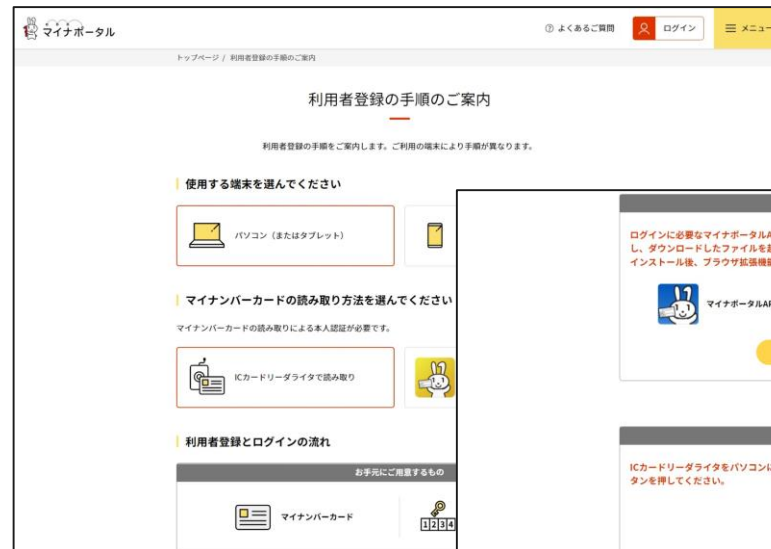 マイナポータル
よくあるご質問
ログイン
メニュー
トップページ / 利用者登録の手順のご案内
利用者登録の手順のご案内
利用者登録の手順をご案内します。ご利用の端末により手順が異なります。
使用する端末を選んでください
パソコン（またはタブレット）
マイナンバーカードの読み取り方法を選んでください
マイナンバーカードの読み取りによる本人認証が必要です。
ICカードリーダライタで読み取り
利用者登録とログインの流れ
お手元にご用意するもの
マイナンバーカード
1234
ログインに必要なマイナポータルA
し、ダウンロードしたファイルを
インストール後、ブラウザ拡張機能
マイナポータルAP
ICカードリーダライタをパソコンに
タンを押してください。